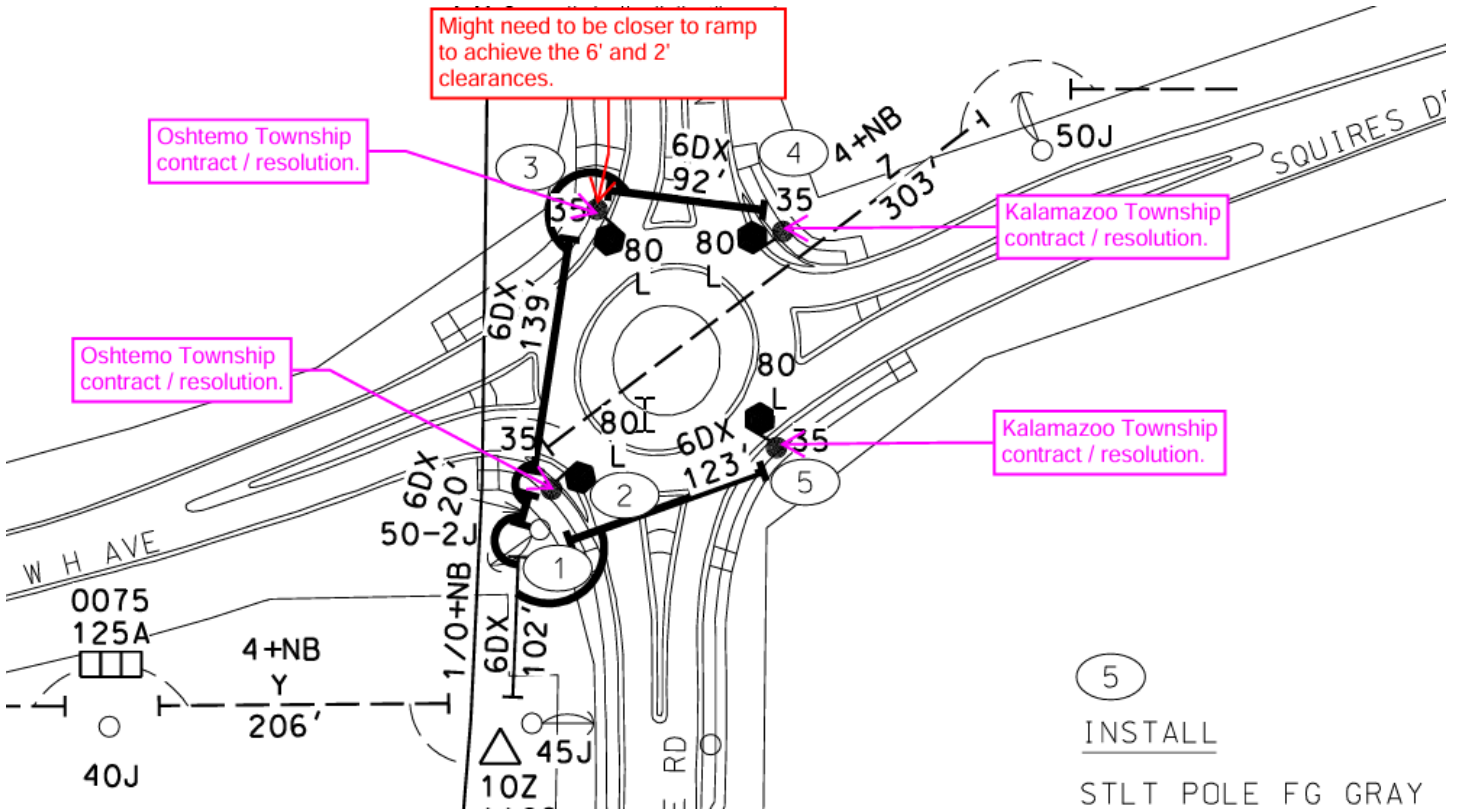 Might need to be closer to ramp
to achieve the 6' and 2'
clearances.
Oshtemo Township
contract / resolution.
3
6DX
92'
4
4+NB
Z
303'
50J
SQUIRES
35
35
Kalamazoo Township
contract / resolution.
80
L
80
L
6DX
139'
Oshtemo Township
contract / resolution.
80
L
35
80
L
6DX
123'
35
Kalamazoo Township
contract / resolution.
6DX
20'
2
5
50-2J
W H AVE
1
0075
125A
4+NB
Y
206'
1/0+NB
6DX
102'
40J
45J
10Z
RD
5
INSTALL
STLT POLE FG GRAY